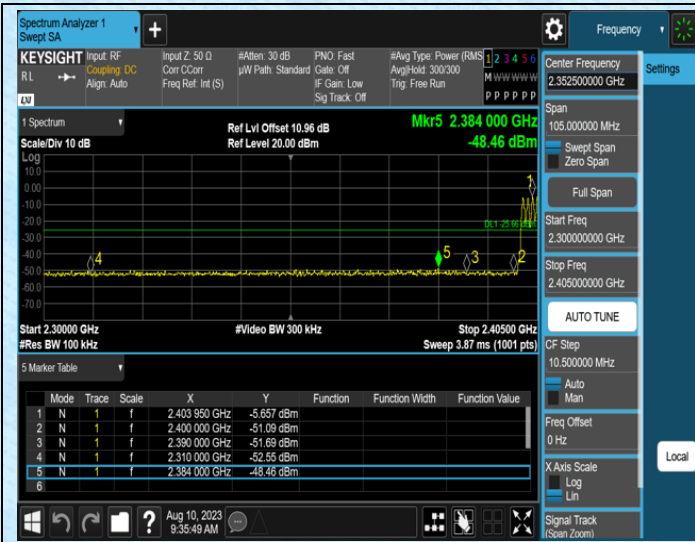 Spectrum Analyzer 1
Swept SA
+
Frequency
KEYSIGHT
RL
LXI
Input: RF
Coupling: DC
Align: Auto
Input Z: 50 Ω
Corr CCorr
Freq Ref: Int (S)
#Atten: 30 dB
µW Path: Standard
PNO: Fast
Gate: Off
IF Gain: Low
Sig Track: Off
#Avg Type: Power (RMS
Avg|Hold: 300/300
Trig: Free Run
1 2 3 4 5 6
M W W W W W
P P P P P P
1 Spectrum
Scale/Div 10 dB
Log
Ref Lvl Offset 10.96 dB
Ref Level 20.00 dBm
Mkr5 2.384 000 GHz
-48.46 dBm
10.0
0.00
-10.0
-20.0
-30.0
-40.0
-50.0
-60.0
-70.0
1
DL1 -25.66 dBm
4
5
3
2
Start 2.30000 GHz
#Res BW 100 kHz
#Video BW 300 kHz
Stop 2.40500 GHz
Sweep 3.87 ms (1001 pts)
5 Marker Table
Mode Trace Scale X Y Function Function Width Function Value
1 N 1 f 2.403 950 GHz -5.657 dBm
2 N 1 f 2.400 000 GHz -51.09 dBm
3 N 1 f 2.390 000 GHz -51.69 dBm
4 N 1 f 2.310 000 GHz -52.55 dBm
5 N 1 f 2.384 000 GHz -48.46 dBm
6
?
Aug 10, 2023
9:35:49 AM
Center Frequency
2.352500000 GHz
Span
105.000000 MHz
Swept Span
Zero Span
Full Span
Start Freq
2.300000000 GHz
Stop Freq
2.405000000 GHz
AUTO TUNE
CF Step
10.500000 MHz
Auto
Man
Freq Offset
0 Hz
X Axis Scale
Log
Lin
Signal Track
(Span Zoom)
Settings
Local